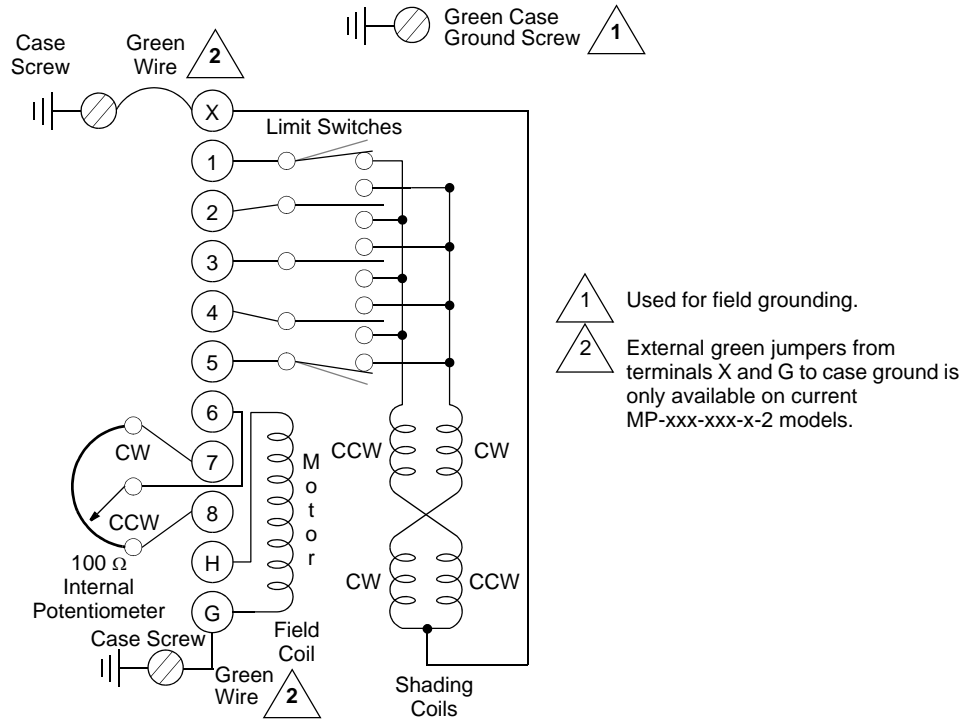 Green Case
Ground Screw
1
Case
Screw
Green
Wire
2
X
Limit Switches
1
2
3
4
5
6
7
8
H
G
CW
CCW
100 Ω
Internal
Potentiometer
Motor
Field
Coil
CCW
CW
CW
CCW
Case Screw
Green
Wire
2
Shading
Coils
1
Used for field grounding.
2
External green jumpers from
terminals X and G to case ground is
only available on current
MP-xxx-xxx-x-2 models.